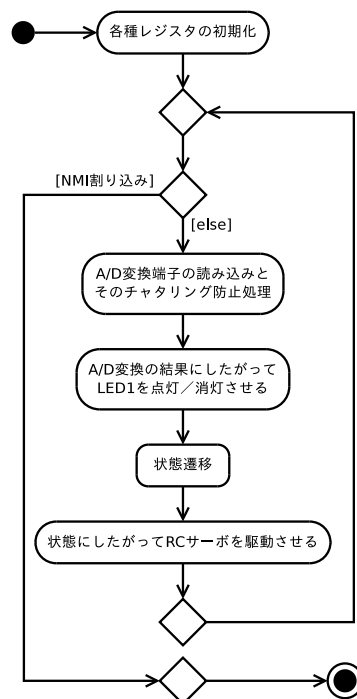 各種レジスタの初期化
[NMI割り込み]
[else]
A/D変換端子の読み込みと
そのチャタリング防止処理
A/D変換の結果にしたがって
LED1を点灯／消灯させる
状態遷移
状態にしたがってRCサーボを駆動させる